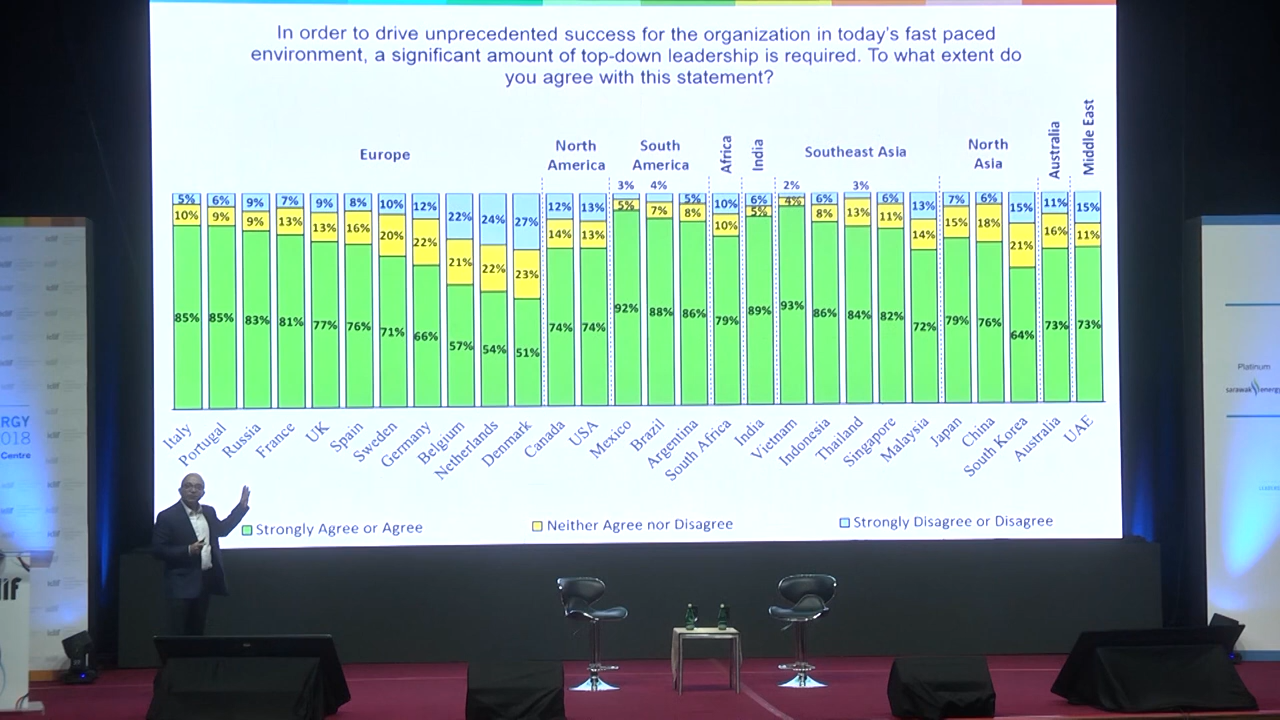 In order to drive unprecedented success for the organization in today's fast paced
environment, a significant amount of top-down leadership is required. To what extent do
you agree with this statement?
Europe
North
America
South
America
Africa
India
Southeast Asia
North
Asia
Australia
Middle East
3% 4% 2% 3%
5% 6% 9% 7% 9% 8% 10% 12% 22% 24% 27% 12% 13% 5% 10% 6% 6% 6% 13% 7% 6% 15% 11% 15%
10% 9% 9% 13% 13% 16% 20% 22% 21% 22% 23% 14% 13% 5% 7% 8% 10% 5% 4% 8% 13% 11% 14% 15% 18% 21% 16% 11%
85% 85% 83% 81% 77% 76% 71% 66% 57% 54% 51% 74% 74% 92% 88% 86% 79% 89% 93% 86% 84% 82% 72% 79% 76% 64% 73% 73%
Italy Portugal Russia France UK Spain Sweden Germany Belgium Netherlands Denmark Canada USA Mexico Brazil Argentina South Africa India Vietnam Indonesia Thailand Singapore Malaysia Japan China South Korea Australia UAE
Strongly Agree or Agree
Neither Agree nor Disagree
Strongly Disagree or Disagree
RGY
018
Centre
Platinum
sarawak energy